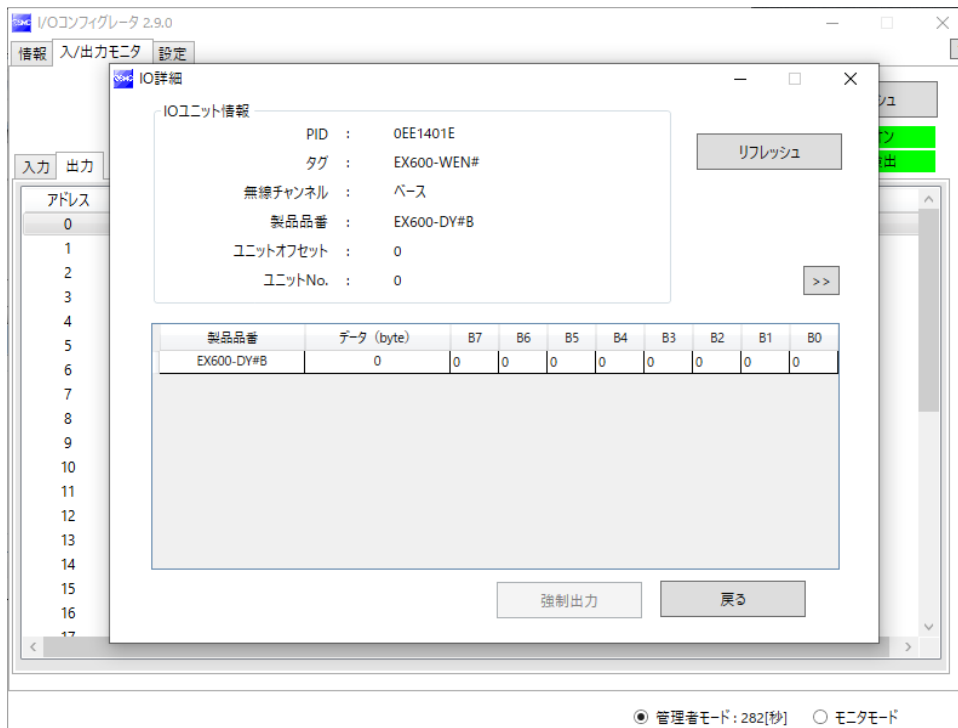 I/Oコンフィグレータ 2.9.0
情報 入/出力モニタ 設定
IO詳細
IOユニット情報
PID : 0EE1401E
タグ : EX600-WEN#
無線チャンネル : ベース
製品品番 : EX600-DY#B
ユニットオフセット : 0
ユニットNo. : 0
リフレッシュ
>>
入力 出力
アドレス
0
1
2
3
4
5
6
7
8
9
10
11
12
13
14
15
16
17
製品品番 データ (byte) B7 B6 B5 B4 B3 B2 B1 B0
EX600-DY#B 0 0 0 0 0 0 0 0 0
強制出力 戻る
管理者モード : 282[秒] モニタモード